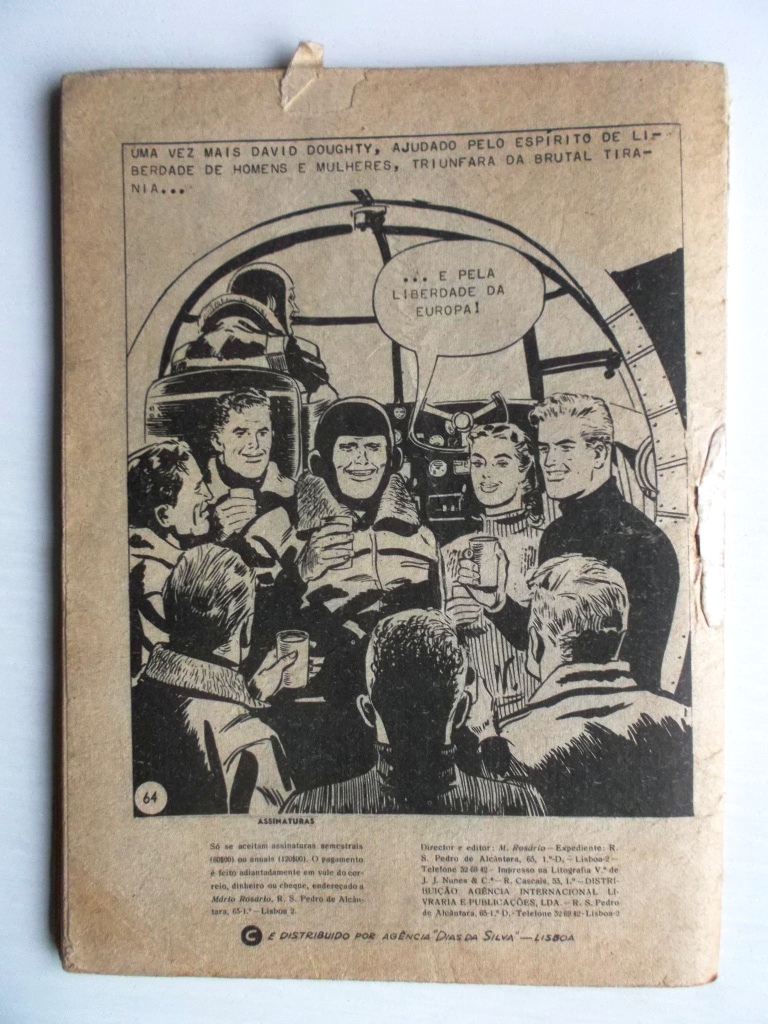 UMA VEZ MAIS DAVID DOUGHTY, AJUDADO PELO ESPÍRITO DE LI-
BERDADE DE HOMENS E MULHERES, TRIUNFARA DA BRUTAL TIRA-
NIA...
... E PELA
LIBERDADE DA
EUROPA!
64
ASSINATURAS
Só se aceitam assinaturas semestrais
(60$00) ou anuais (120$00). O pagamento
é feito adiantadamente em vale do cor-
reio, dinheiro ou cheque, endereçado a
Mário Rosário, R. S. Pedro de Alcân-
tara, 65-1.º — Lisboa 2.
Director e editor: M. Rosário — Expediente: R.
S. Pedro de Alcântara, 65, 1.º-D. — Lisboa-2 —
Telefone 32 69 42 — Impresso na Litografia V.ª de
J. J. Nunes & C.ª — R. Cascais, 53, 1.º — DISTRI-
BUIÇÃO AGÊNCIA INTERNACIONAL LI-
VRARIA E PUBLICAÇÕES, LDA — R. S. Pedro
de Alcântara, 65-1.º D. - Telefone 32 69 42 - Lisboa-2
C E DISTRIBUIDO POR AGÊNCIA "DIAS DA SILVA" — LISBOA